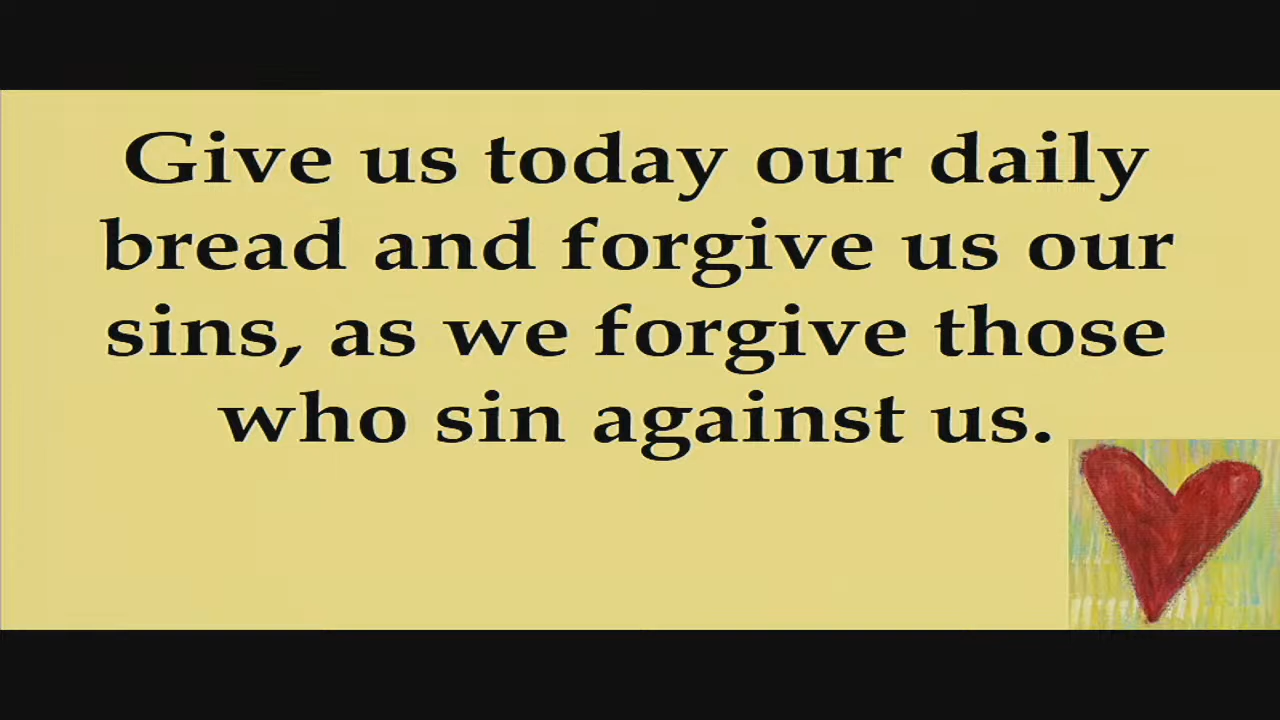 Give us today our daily
bread and forgive us our
sins, as we forgive those
who sin against us.